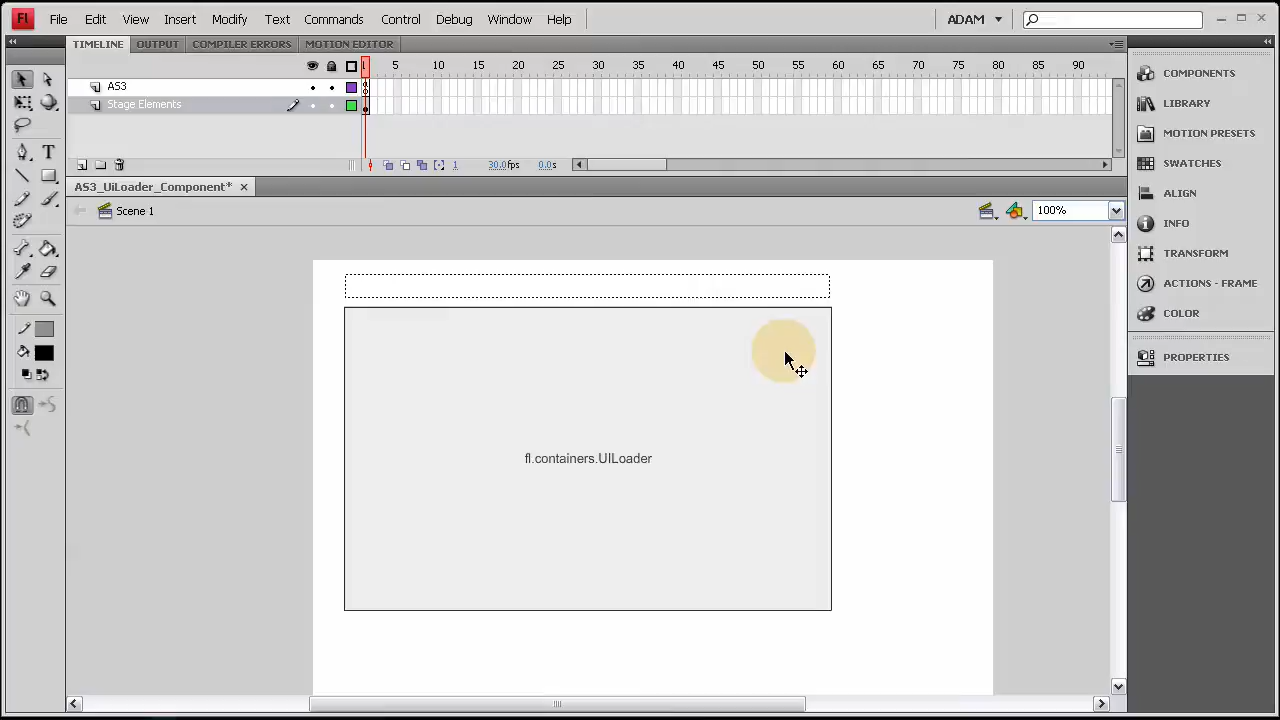 Fl File Edit View Insert Modify Text Commands Control Debug Window Help ADAM
TIMELINE OUTPUT COMPILER ERRORS MOTION EDITOR
1 5 10 15 20 25 30 35 40 45 50 55 60 65 70 75 80 85 90
AS3
Stage Elements
1 30.0fps 0.0s
AS3_UiLoader_Component*
Scene 1 100%
fl.containers.UILoader
COMPONENTS
LIBRARY
MOTION PRESETS
SWATCHES
ALIGN
INFO
TRANSFORM
ACTIONS - FRAME
COLOR
PROPERTIES